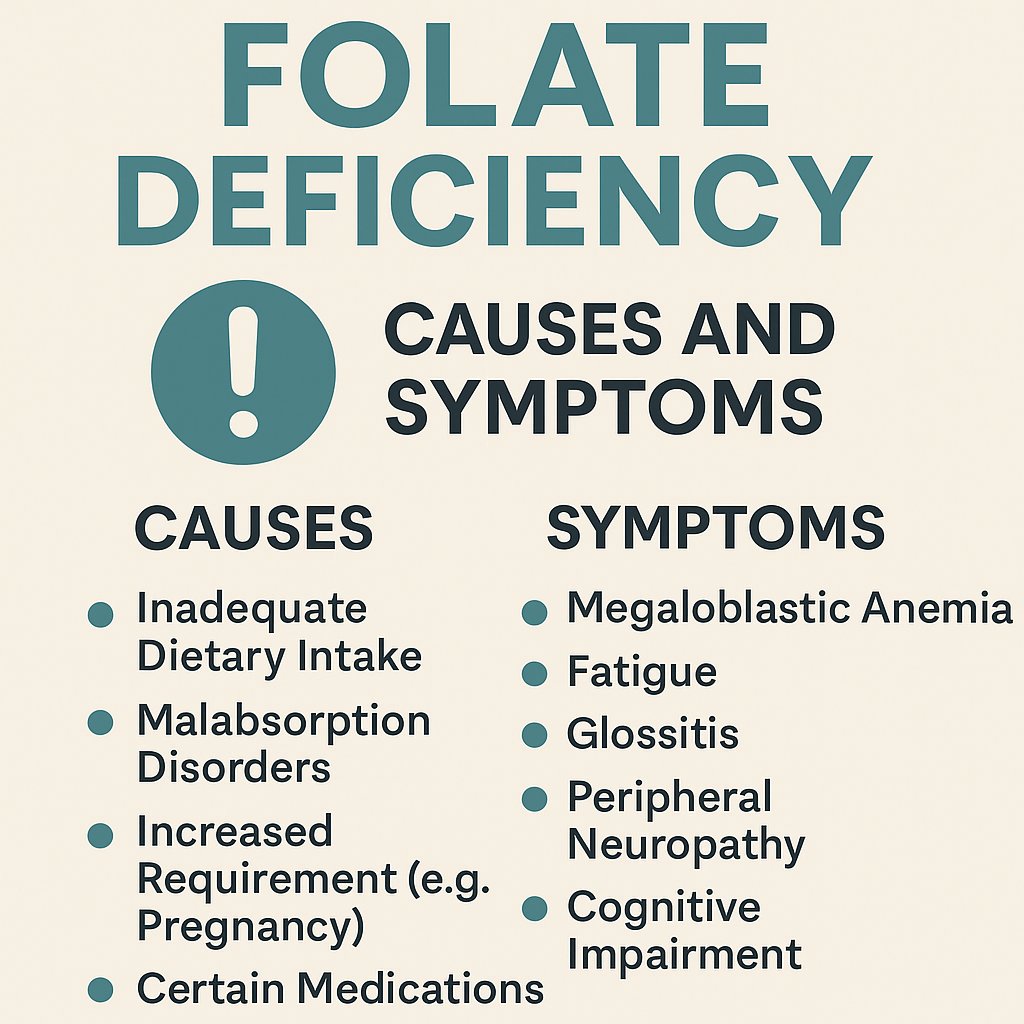 FOLATE
DEFICIENCY
!
CAUSES AND
SYMPTOMS
CAUSES
Inadequate
Dietary Intake
Malabsorption
Disorders
Increased
Requirement (e.g.
Pregnancy)
Certain Medications
SYMPTOMS
Megaloblastic Anemia
Fatigue
Glossitis
Peripheral
Neuropathy
Cognitive
Impairment